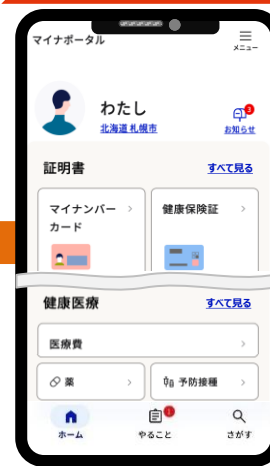 マイナポータル
メニュー
わたし
北海道 札幌市
3
お知らせ
証明書
すべて見る
マイナンバーカード
健康保険証
健康医療
すべて見る
医療費
薬
予防接種
ホーム
やること
さがす